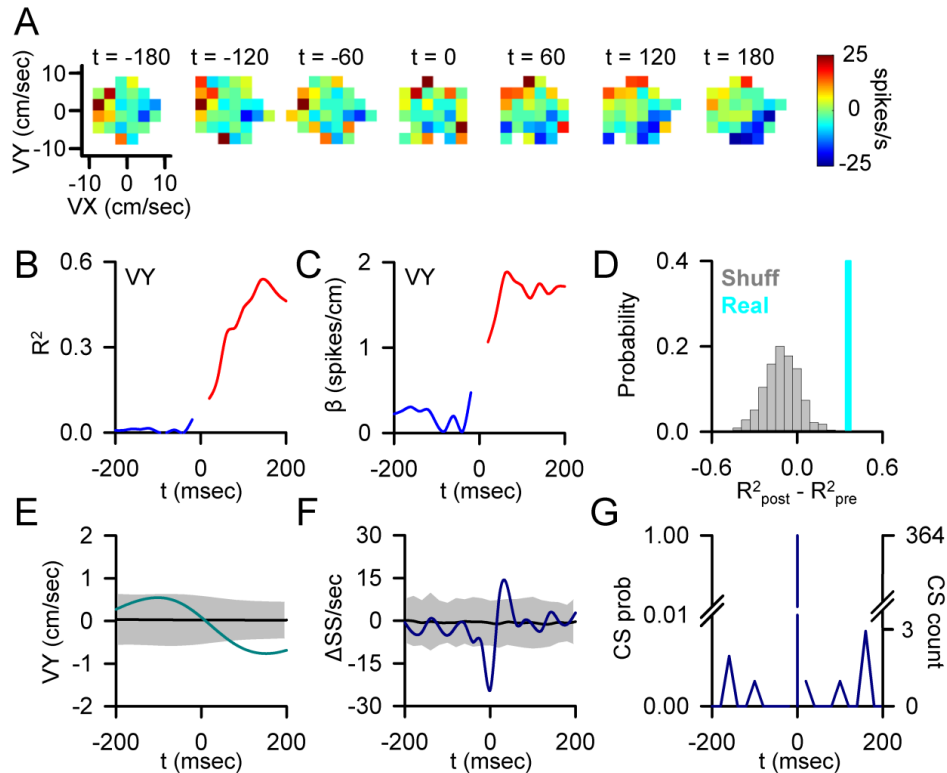 A
t = -180 t = -120 t = -60 t = 0 t = 60 t = 120 t = 180
VY (cm/sec)
10
0
-10
-10 0 10
VX (cm/sec)
25
0
-25
spikes/s
B
VY
R²
0.6
0.3
0.0
-200 0 200
t (msec)
C
VY
β (spikes/cm)
2
1
0
-200 0 200
t (msec)
D
Shuff
Real
Probability
0.4
0.2
0.0
-0.6 0.0 0.6
R²post - R²pre
E
VY (cm/sec)
2
1
0
-1
-2
-200 0 200
t (msec)
F
ΔSS/sec
30
15
0
-15
-30
-200 0 200
t (msec)
G
CS prob
1.00
0.01
0.00
364
3
0
CS count
-200 0 200
t (msec)